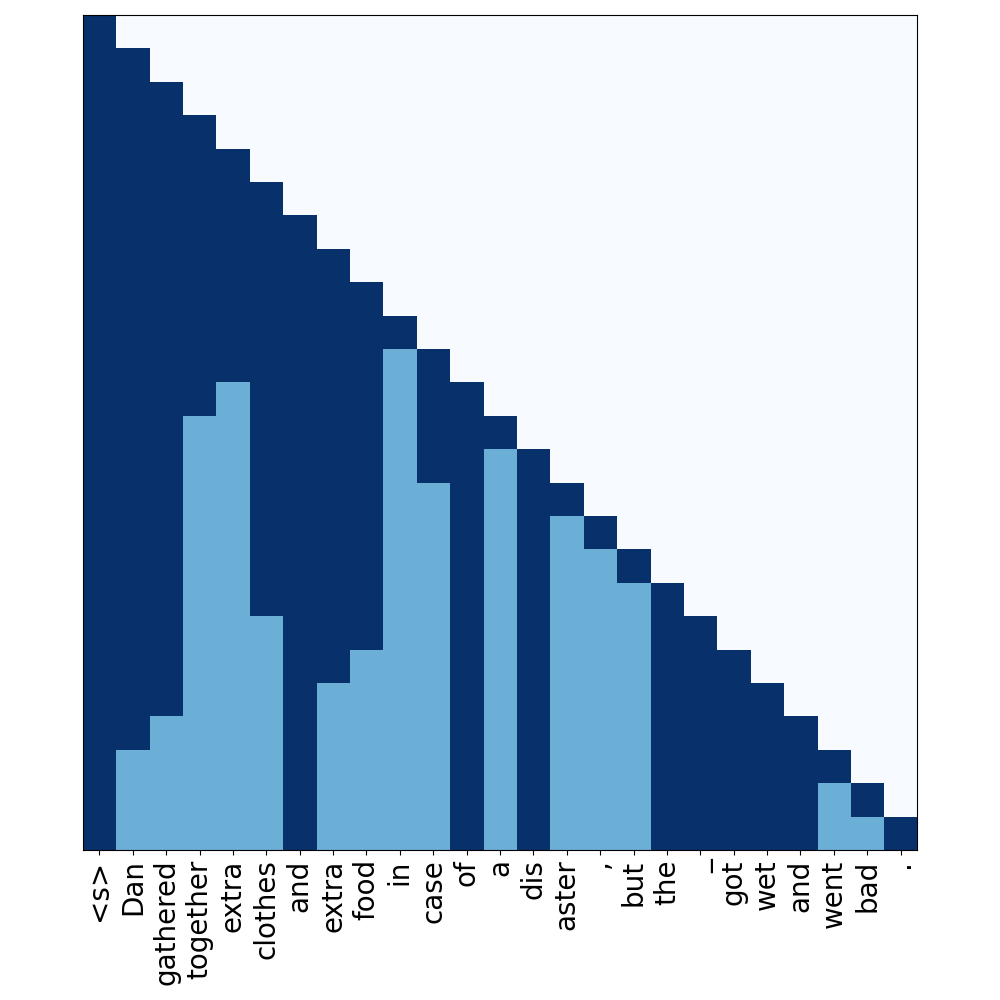 <s> Dan gathered together extra clothes and extra food in case of a dis aster , but the _ got wet and went bad .